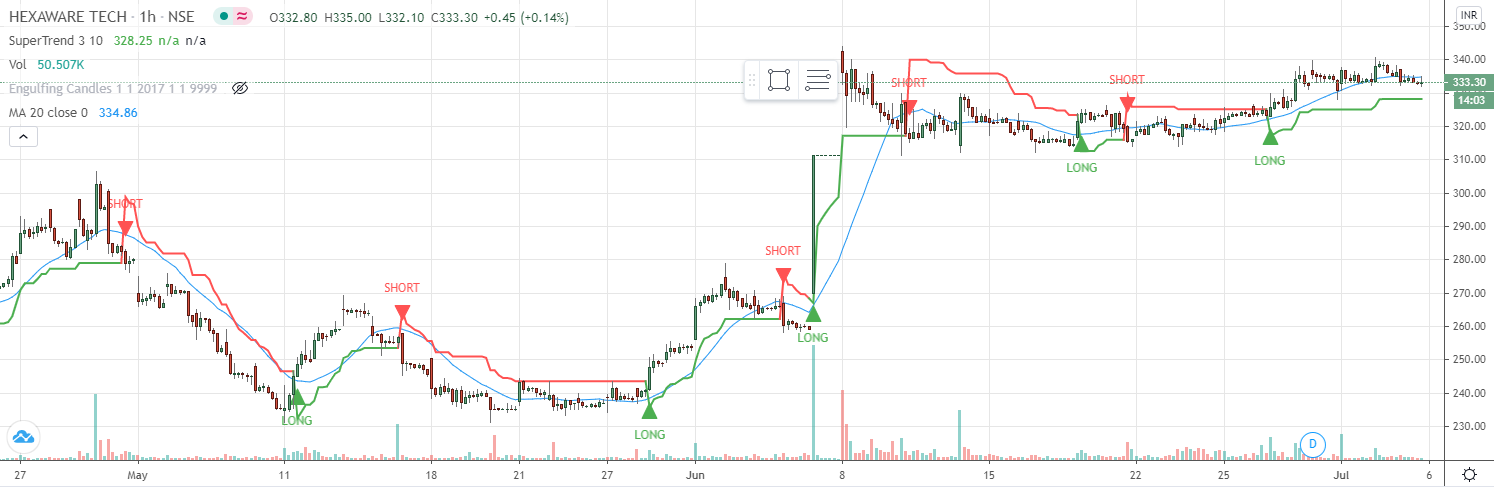 HEXAWARE TECH · 1h · NSE O332.80 H335.00 L332.10 C333.30 +0.45 (+0.14%)
INR
SuperTrend 3 10 328.25 n/a n/a
Vol 50.507K
Engulfing Candles 1 1 2017 1 1 9999
MA 20 close 0 334.86
350.00
340.00
333.30
14:03
320.00
310.00
300.00
290.00
280.00
270.00
260.00
250.00
240.00
230.00
SHORT
LONG
SHORT
LONG
SHORT
LONG
SHORT
LONG
SHORT
LONG
D
27 May 11 18 21 27 Jun 8 15 22 25 Jul 6